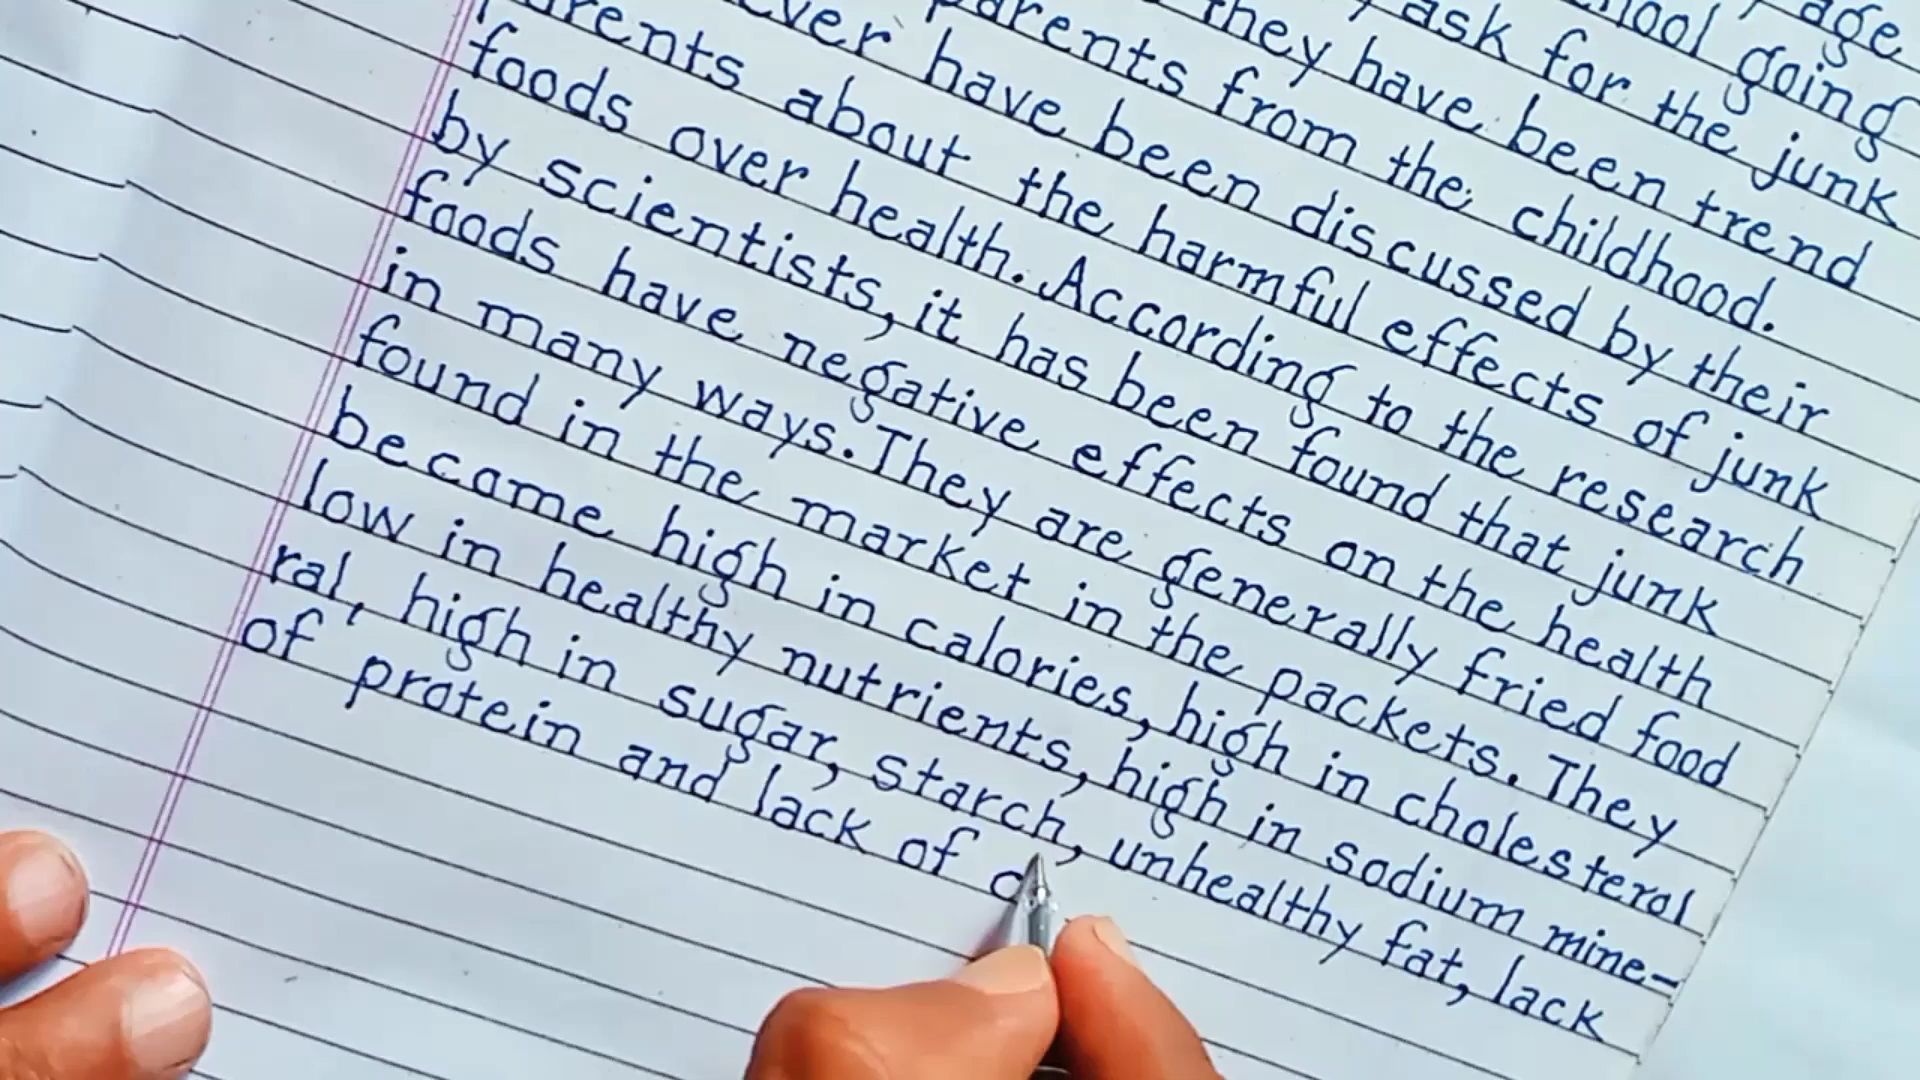 age
school going
ask for the junk
they have been trend
parents from the childhood.
have been discussed by their
parents about the harmful effects of junk
foods over health. According to the research
by scientists, it has been found that junk
foods have negative effects on the health
in many ways. They are generally fried food
found in the market in the packets. They
become high in calories, high in cholesterol
low in healthy nutrients, high in sodium mine-
ral, high in sugar, starch, unhealthy fat, lack
of protein and lack of